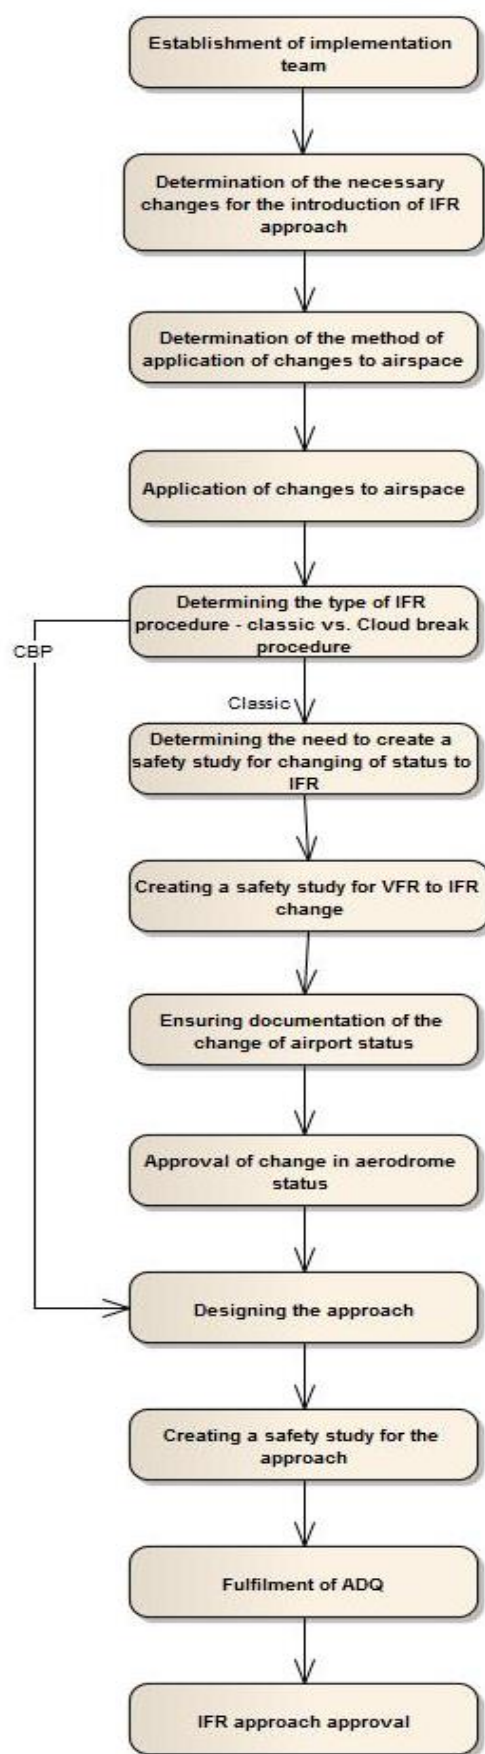 Establishment of implementation
team
Determination of the necessary
changes for the introduction of IFR
approach
Determination of the method of
application of changes to airspace
Application of changes to airspace
Determining the type of IFR
procedure - classic vs. Cloud break
procedure
CBP
Classic
Determining the need to create a
safety study for changing of status to
IFR
Creating a safety study for VFR to IFR
change
Ensuring documentation of the
change of airport status
Approval of change in aerodrome
status
Designing the approach
Creating a safety study for the
approach
Fulfilment of ADQ
IFR approach approval